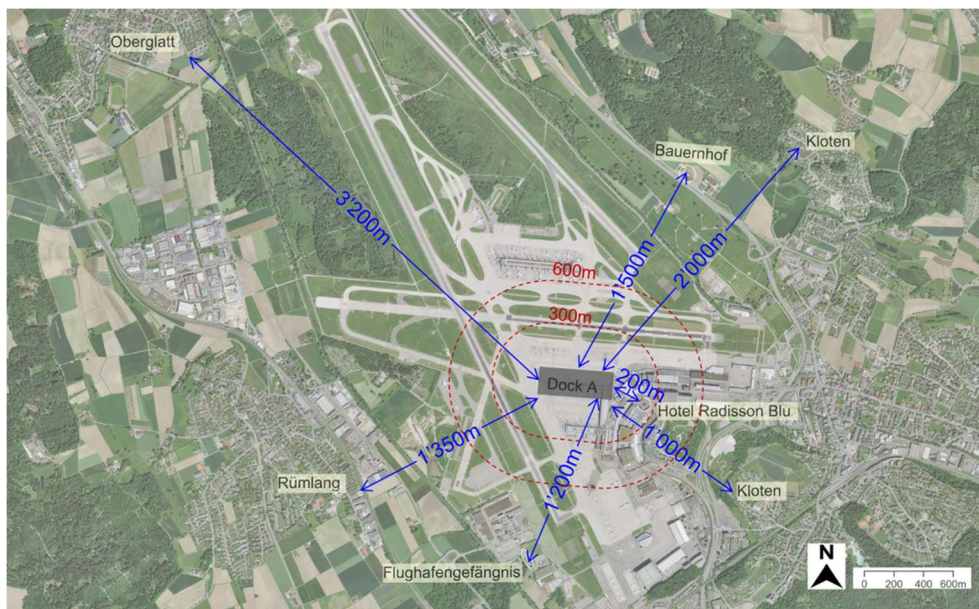 Oberglatt
Kloten
Bauernhof
3'200m
1'500m
2'000m
600m
300m
Dock A
200m
Hotel Radisson Blu
1'350m
1'200m
1'000m
Rümlang
Kloten
Flughafengefängnis
N
0 200 400 600m